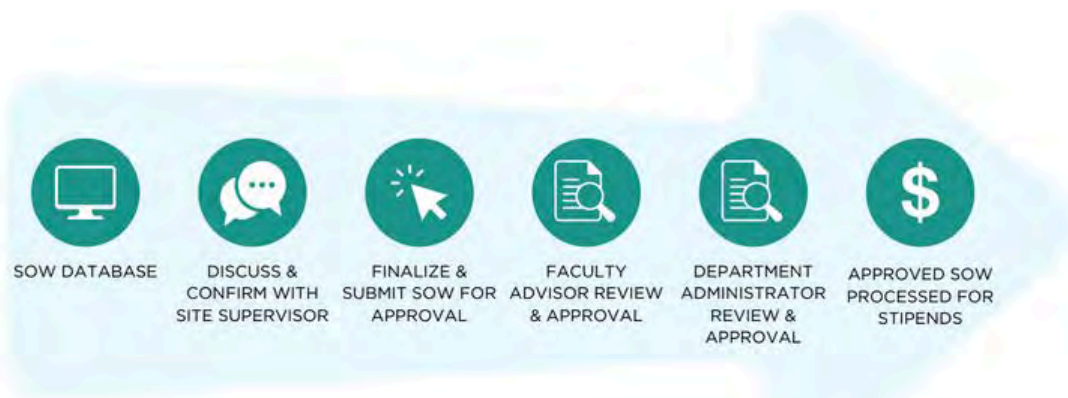 SOW DATABASE
DISCUSS &
CONFIRM WITH
SITE SUPERVISOR
FINALIZE &
SUBMIT SOW FOR
APPROVAL
FACULTY
ADVISOR REVIEW
& APPROVAL
DEPARTMENT
ADMINISTRATOR
REVIEW &
APPROVAL
$
APPROVED SOW
PROCESSED FOR
STIPENDS